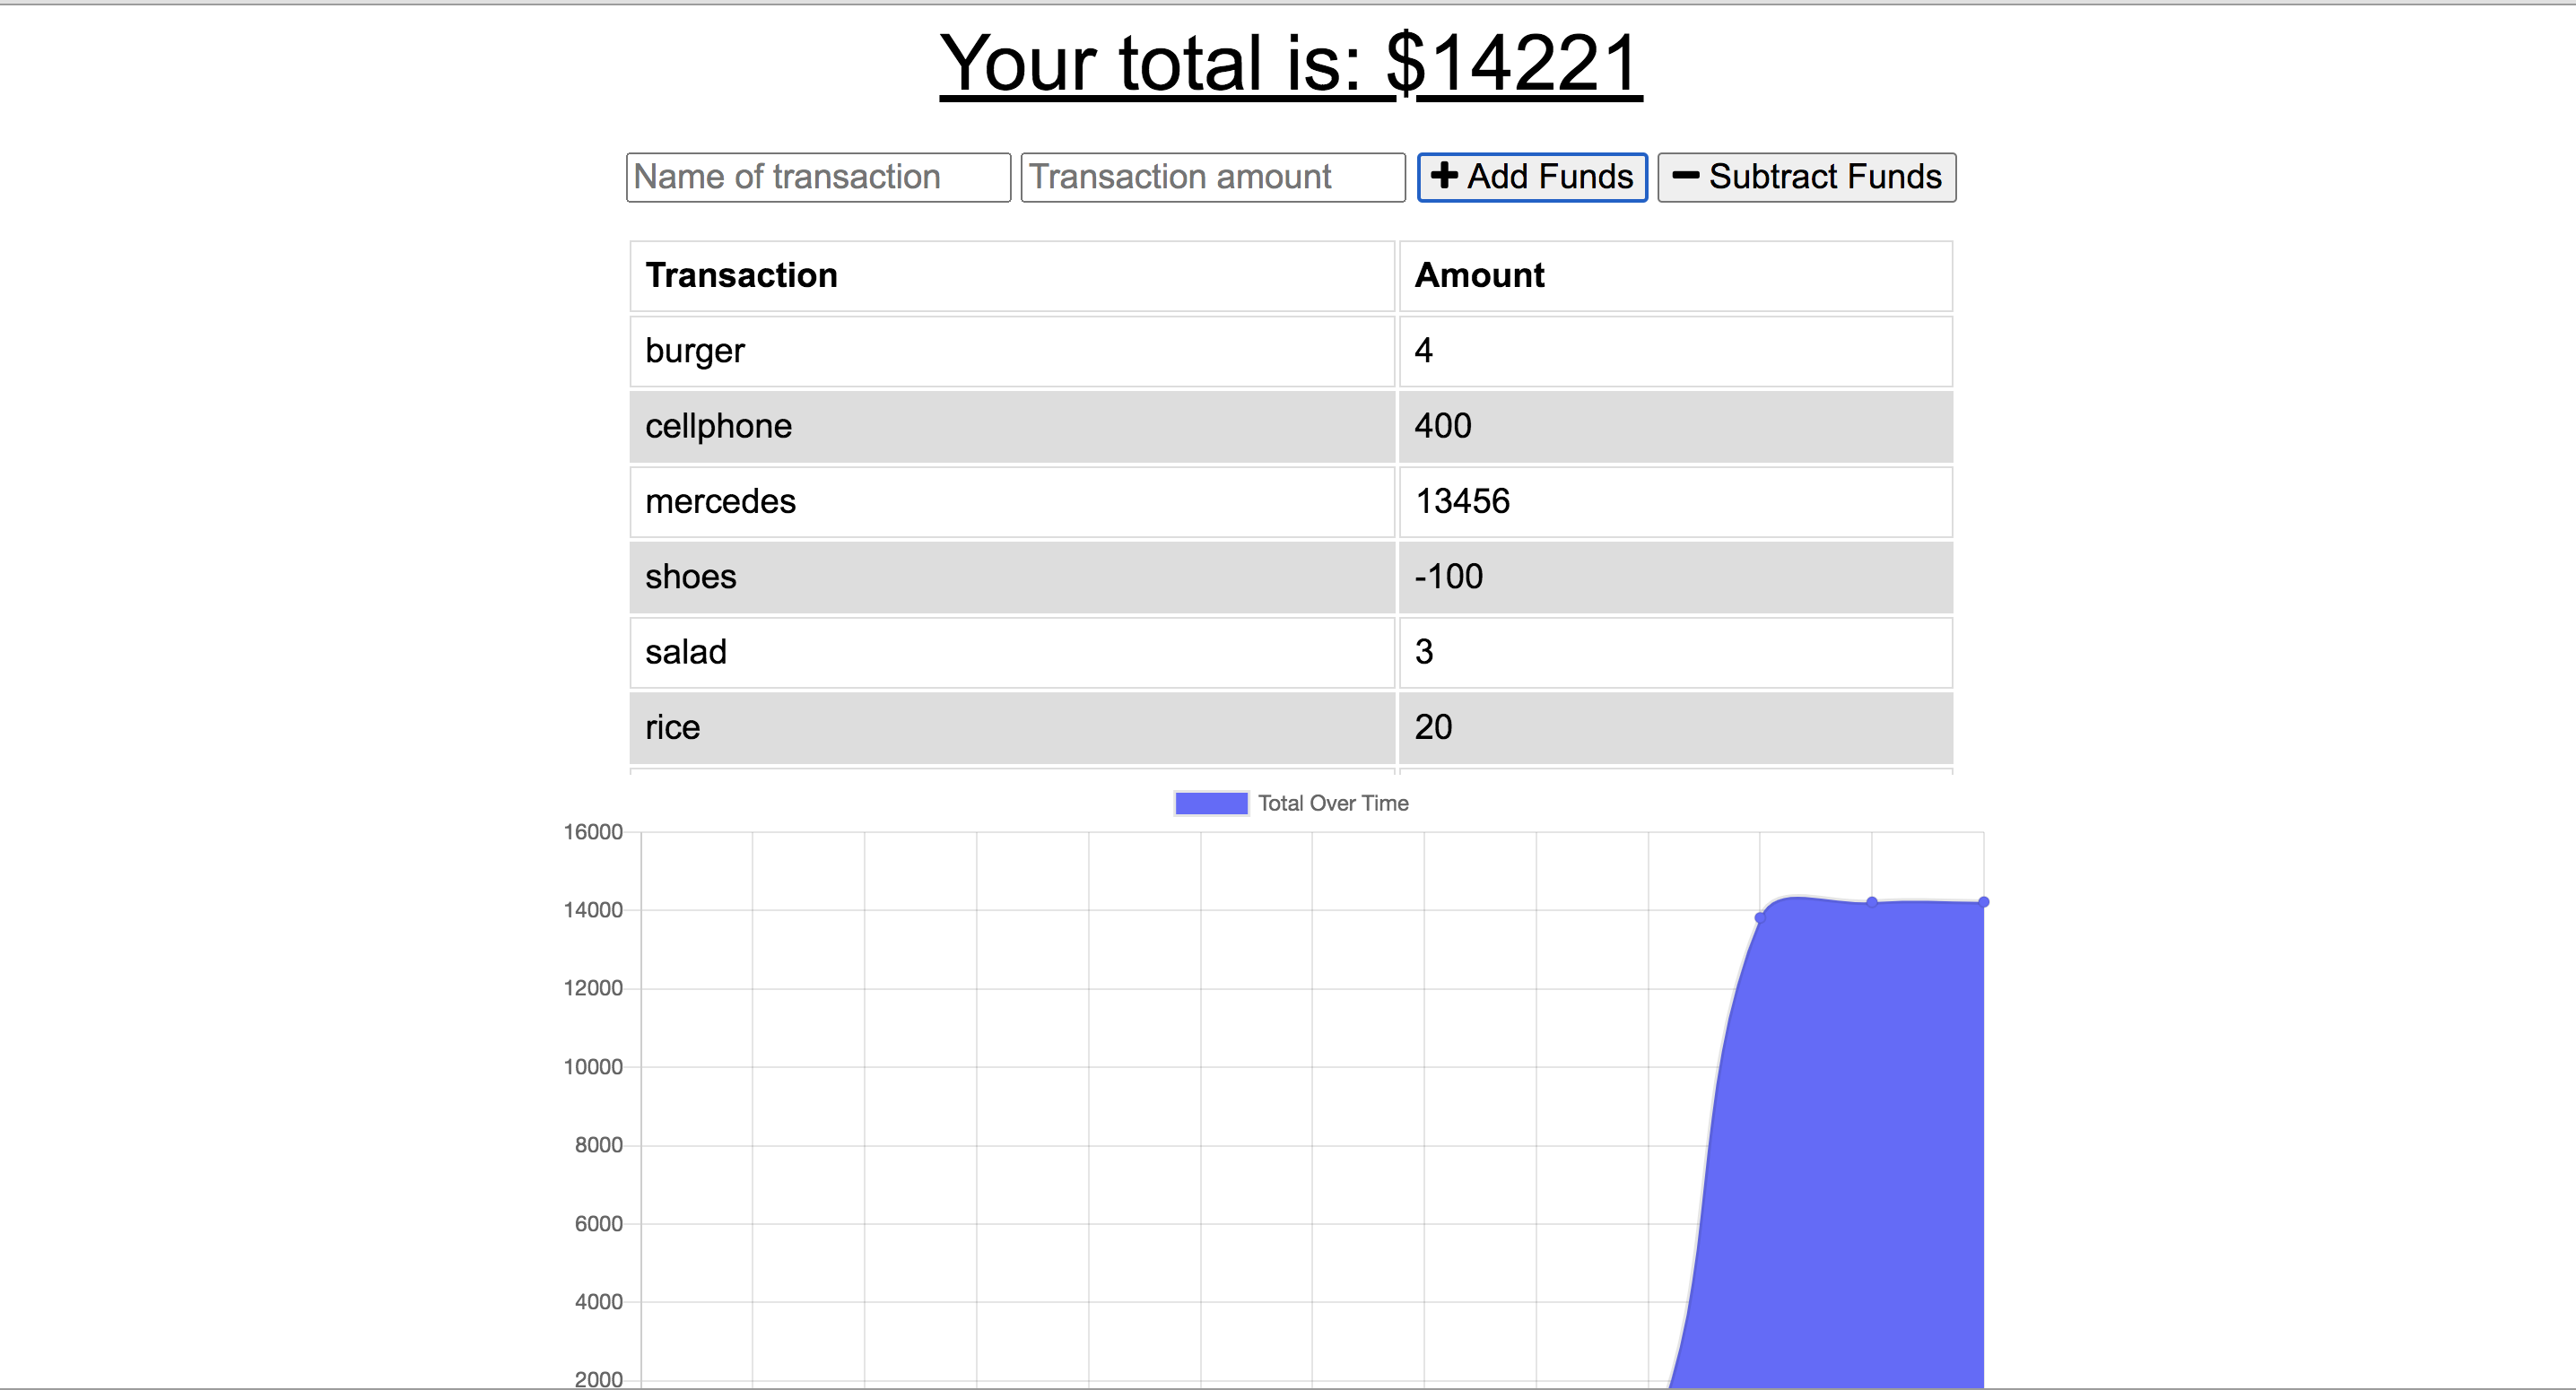 Your total is: $14221
Name of transaction Transaction amount Add Funds Subtract Funds
Transaction Amount
burger 4
cellphone 400
mercedes 13456
shoes -100
salad 3
rice 20
Total Over Time
16000
14000
12000
10000
8000
6000
4000
2000